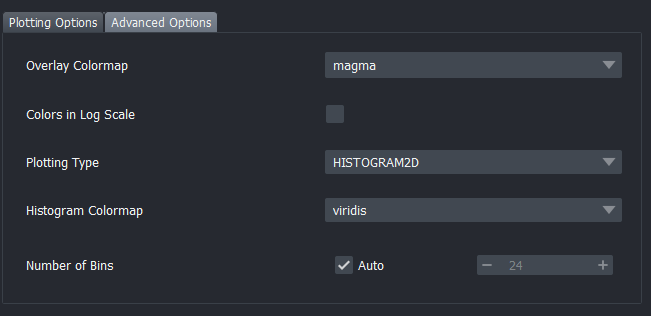 Plotting Options Advanced Options
Overlay Colormap magma
Colors in Log Scale
Plotting Type HISTOGRAM2D
Histogram Colormap viridis
Number of Bins Auto − 24 +